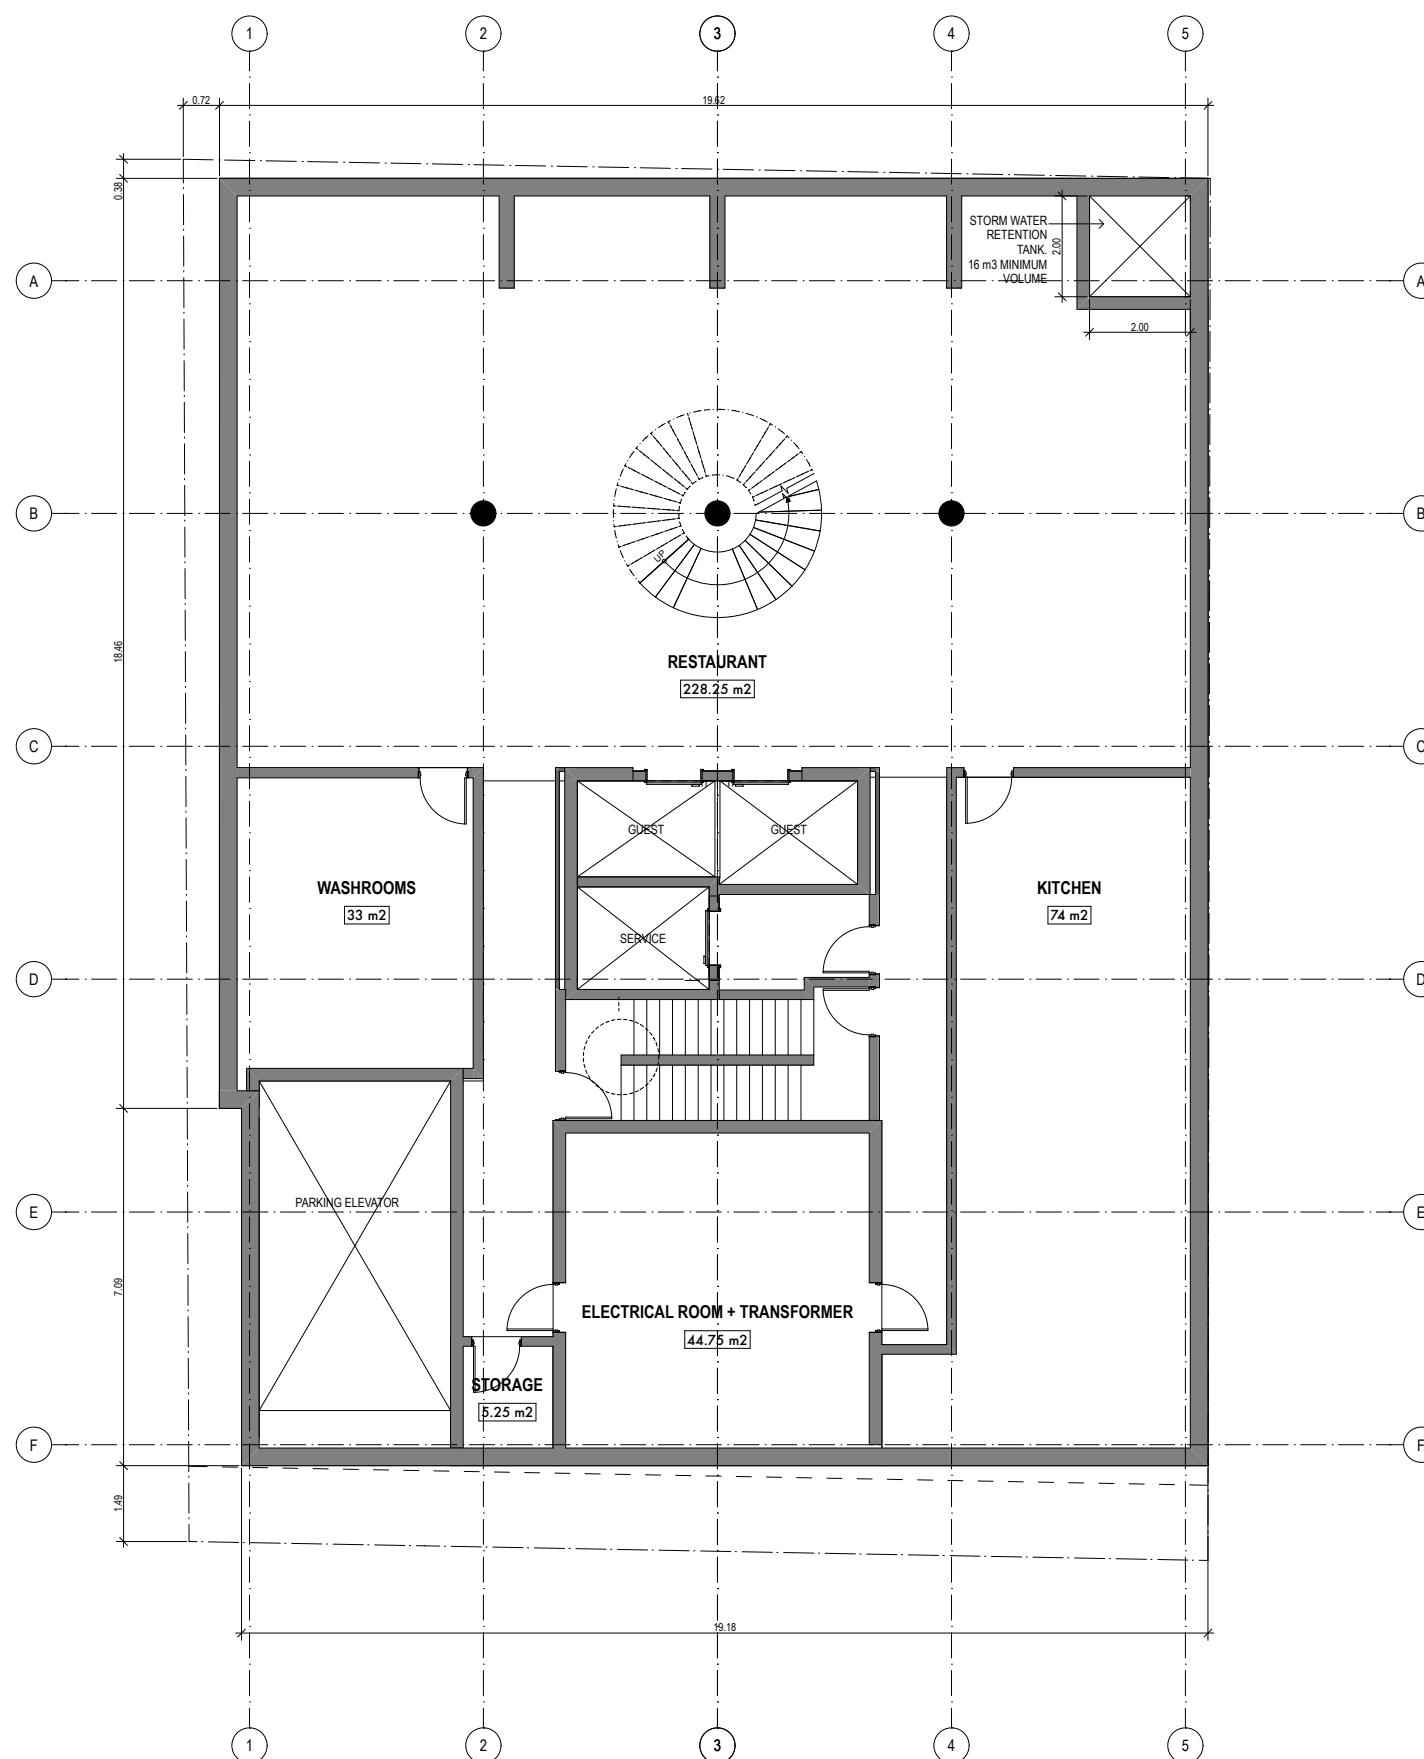 1 2 3 4 5
0.72 19.62
0.38
STORM WATER
RETENTION
TANK.
16 m3 MINIMUM
VOLUME
2.00
A A
2.00
B B
UP
18.46
RESTAURANT
228.25 m2
C C
GUEST GUEST
WASHROOMS
33 m2
KITCHEN
74 m2
SERVICE
D D
PARKING ELEVATOR
E E
7.09
ELECTRICAL ROOM + TRANSFORMER
44.75 m2
STORAGE
5.25 m2
F F
1.49
19.18
1 2 3 4 5